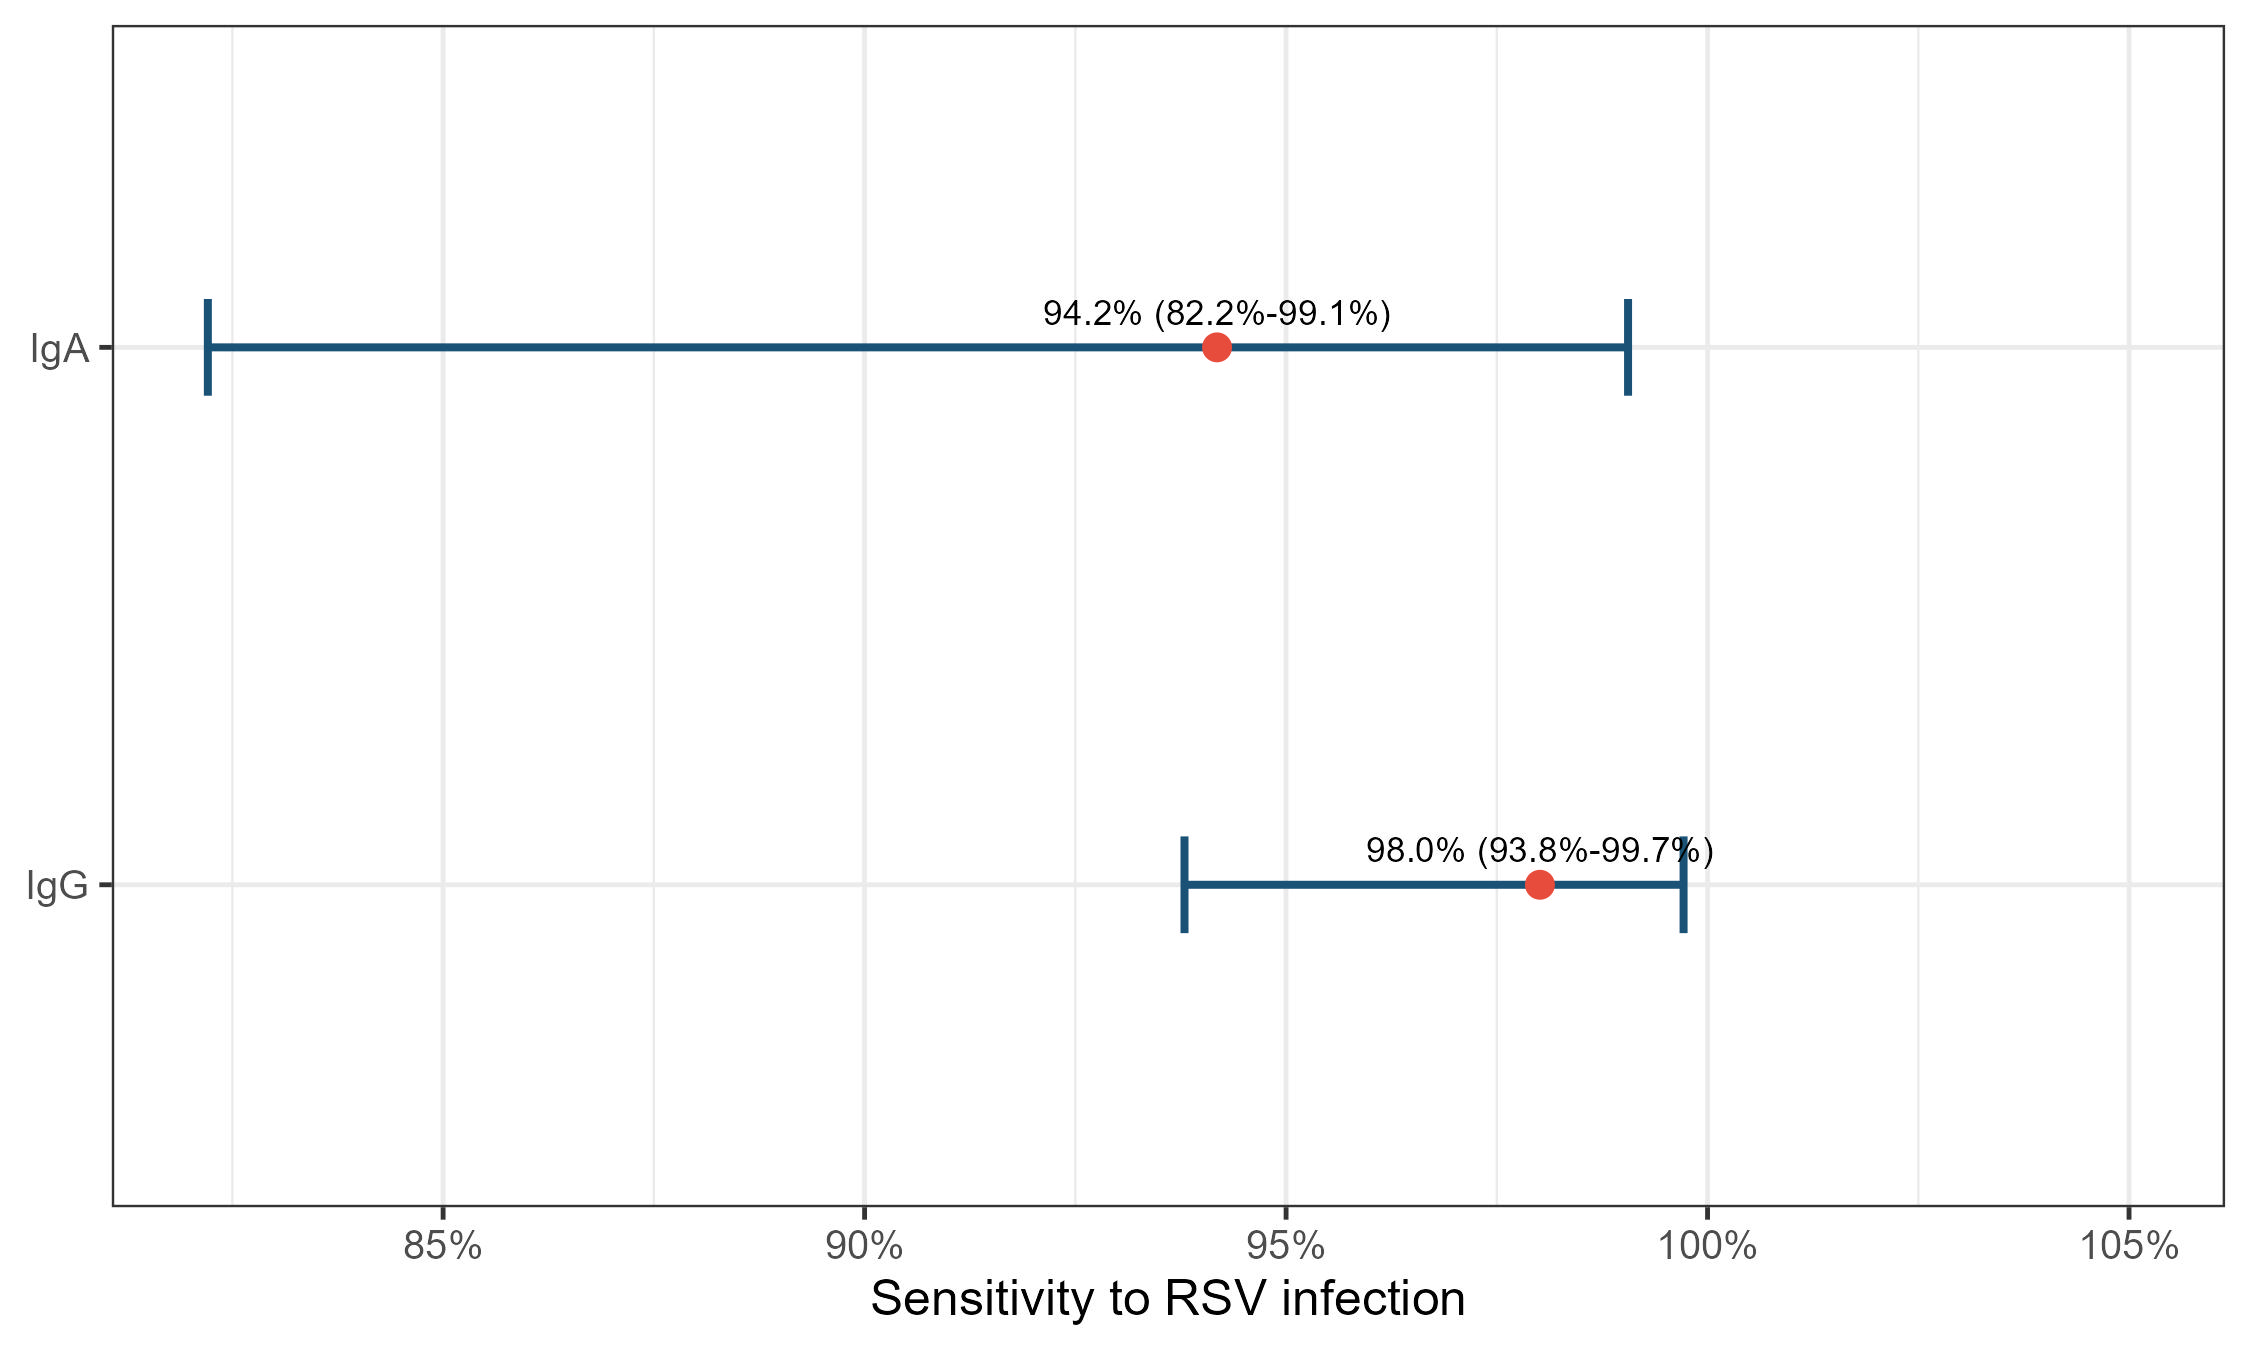 94.2% (82.2%-99.1%)
IgA
98.0% (93.8%-99.7%)
IgG
85%
90%
95%
100%
105%
Sensitivity to RSV infection